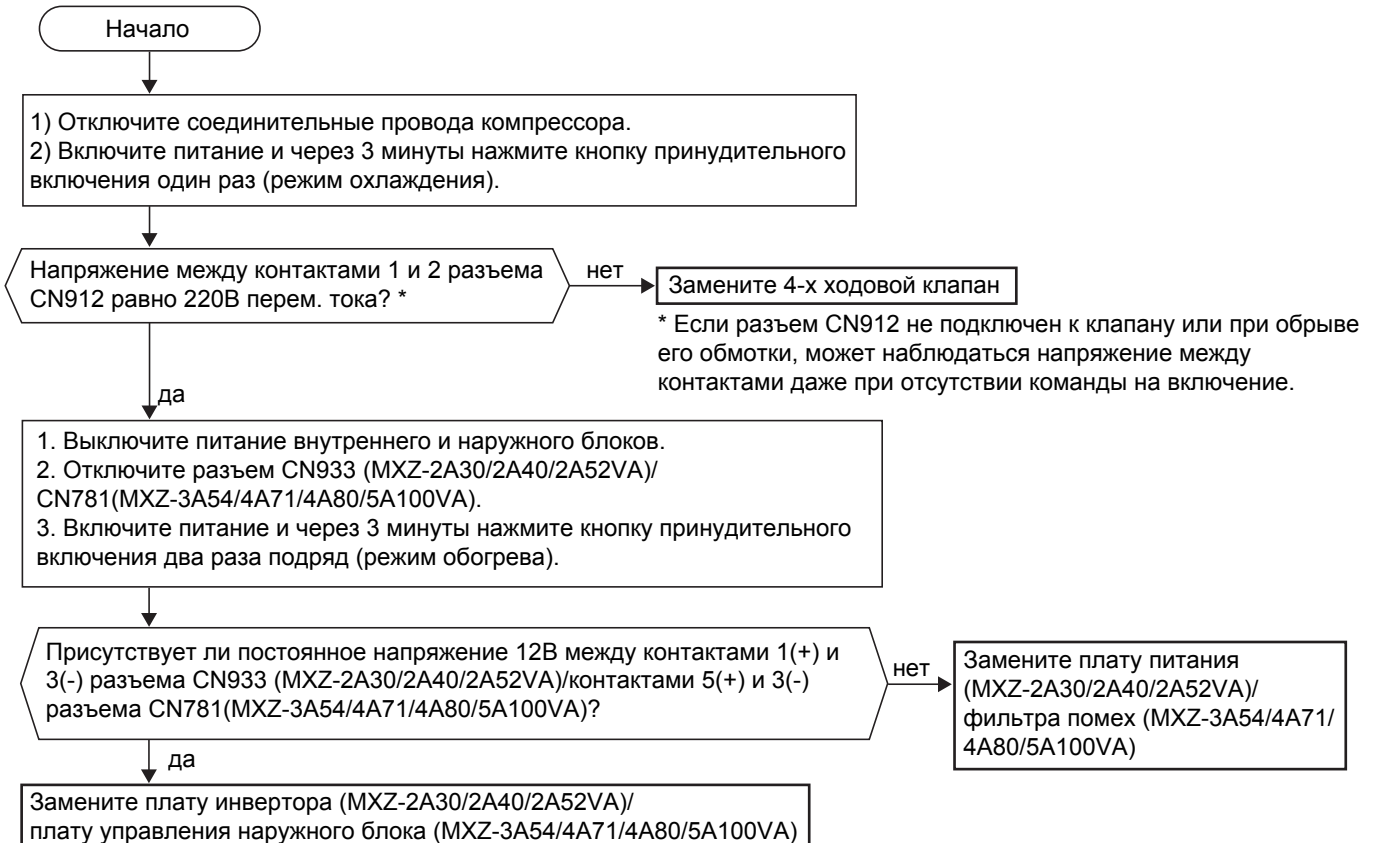 Начало
1) Отключите соединительные провода компрессора.
2) Включите питание и через 3 минуты нажмите кнопку принудительного
включения один раз (режим охлаждения).
Напряжение между контактами 1 и 2 разъема
CN912 равно 220В перем. тока? *
нет
Замените 4-х ходовой клапан
* Если разъем CN912 не подключен к клапану или при обрыве
его обмотки, может наблюдаться напряжение между
контактами даже при отсутствии команды на включение.
да
1. Выключите питание внутреннего и наружного блоков.
2. Отключите разъем CN933 (MXZ-2A30/2A40/2A52VA)/
CN781(MXZ-3A54/4A71/4A80/5A100VA).
3. Включите питание и через 3 минуты нажмите кнопку принудительного
включения два раза подряд (режим обогрева).
Присутствует ли постоянное напряжение 12В между контактами 1(+) и
3(-) разъема CN933 (MXZ-2A30/2A40/2A52VA)/контактами 5(+) и 3(-)
разъема CN781(MXZ-3A54/4A71/4A80/5A100VA)?
нет
Замените плату питания
(MXZ-2A30/2A40/2A52VA)/
фильтра помех (MXZ-3A54/4A71/
4A80/5A100VA)
да
Замените плату инвертора (MXZ-2A30/2A40/2A52VA)/
плату управления наружного блока (MXZ-3A54/4A71/4A80/5A100VA)